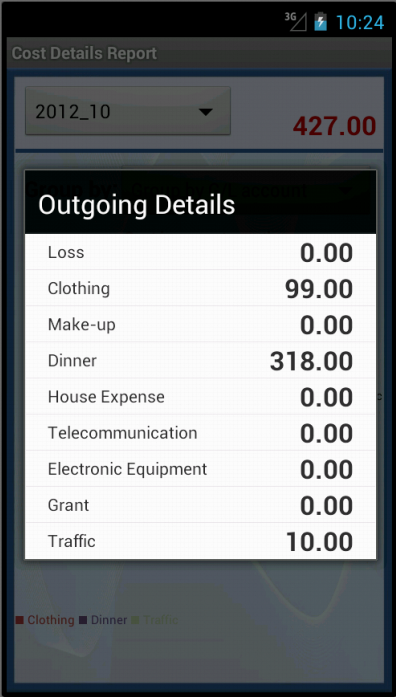 3G 10:24
Cost Details Report
2012_10
427.00
Outgoing Details
Loss 0.00
Clothing 99.00
Make-up 0.00
Dinner 318.00
House Expense 0.00
Telecommunication 0.00
Electronic Equipment 0.00
Grant 0.00
Traffic 10.00
Clothing Dinner Traffic